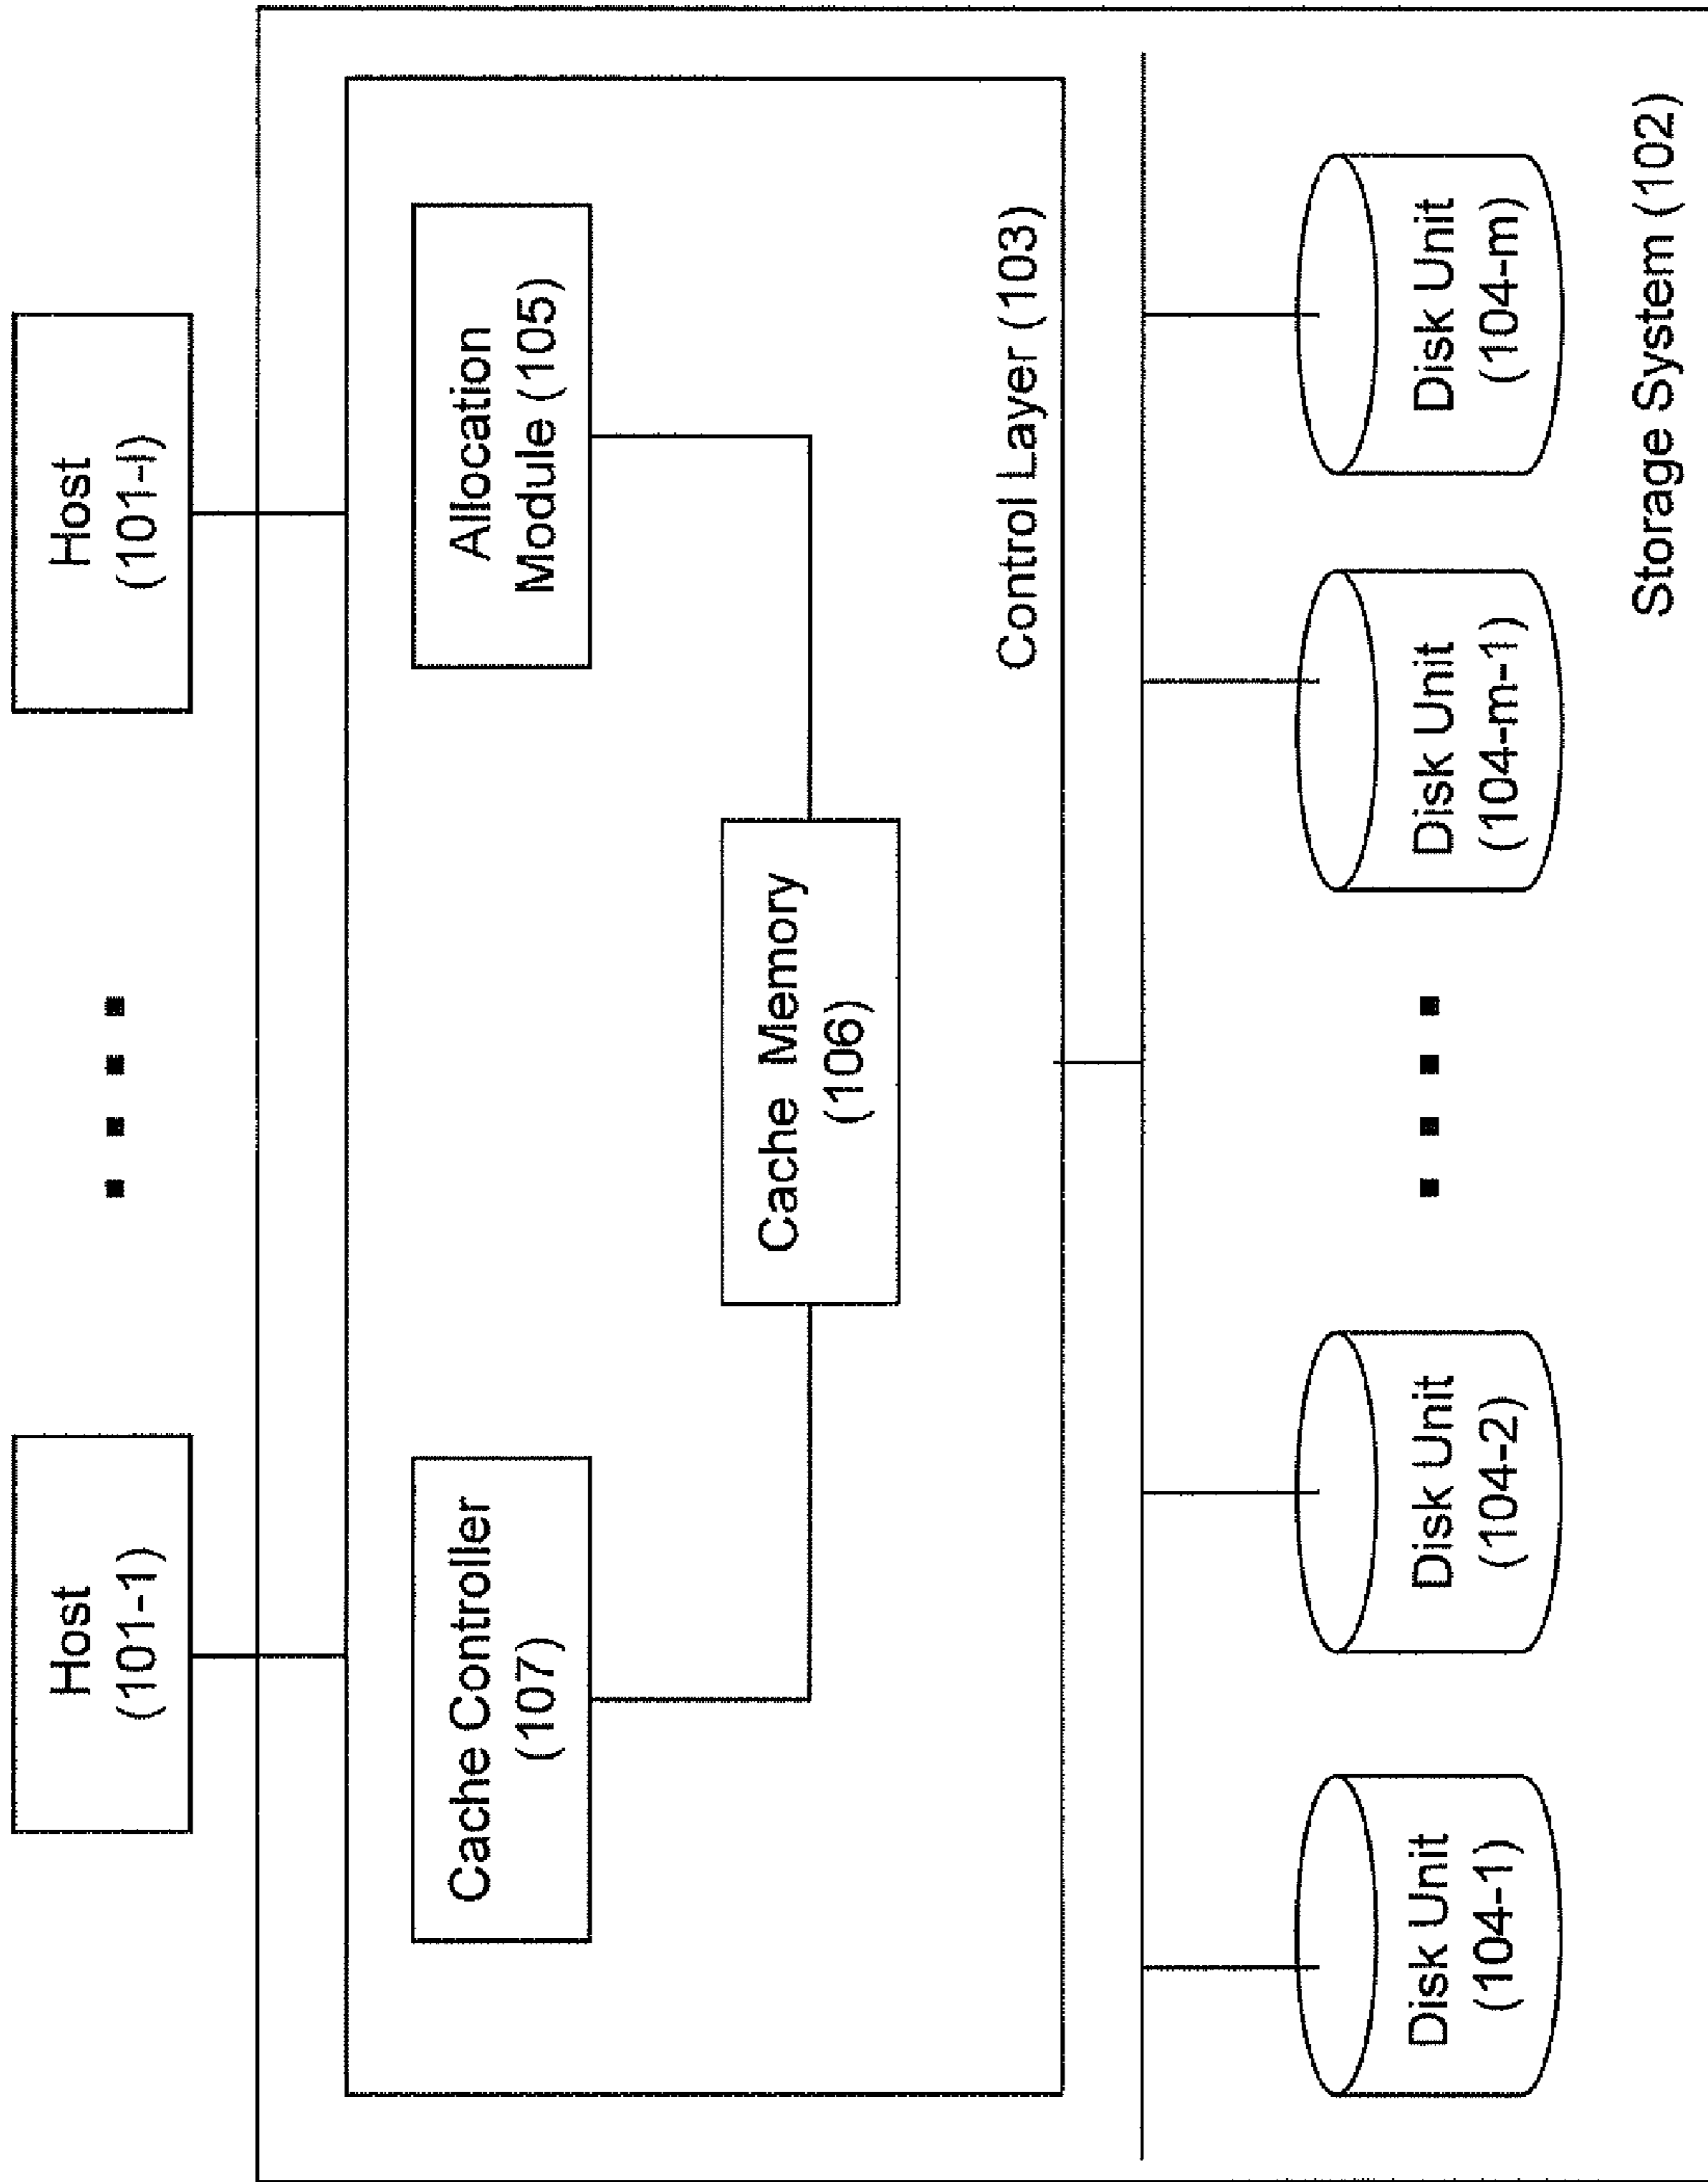 Host
(101-1)
Host
(101-l)
Cache Controller
(107)
Allocation
Module (105)
Cache Memory
(106)
Control Layer (103)
Disk Unit
(104-1)
Disk Unit
(104-2)
Disk Unit
(104-m-1)
Disk Unit
(104-m)
Storage System (102)